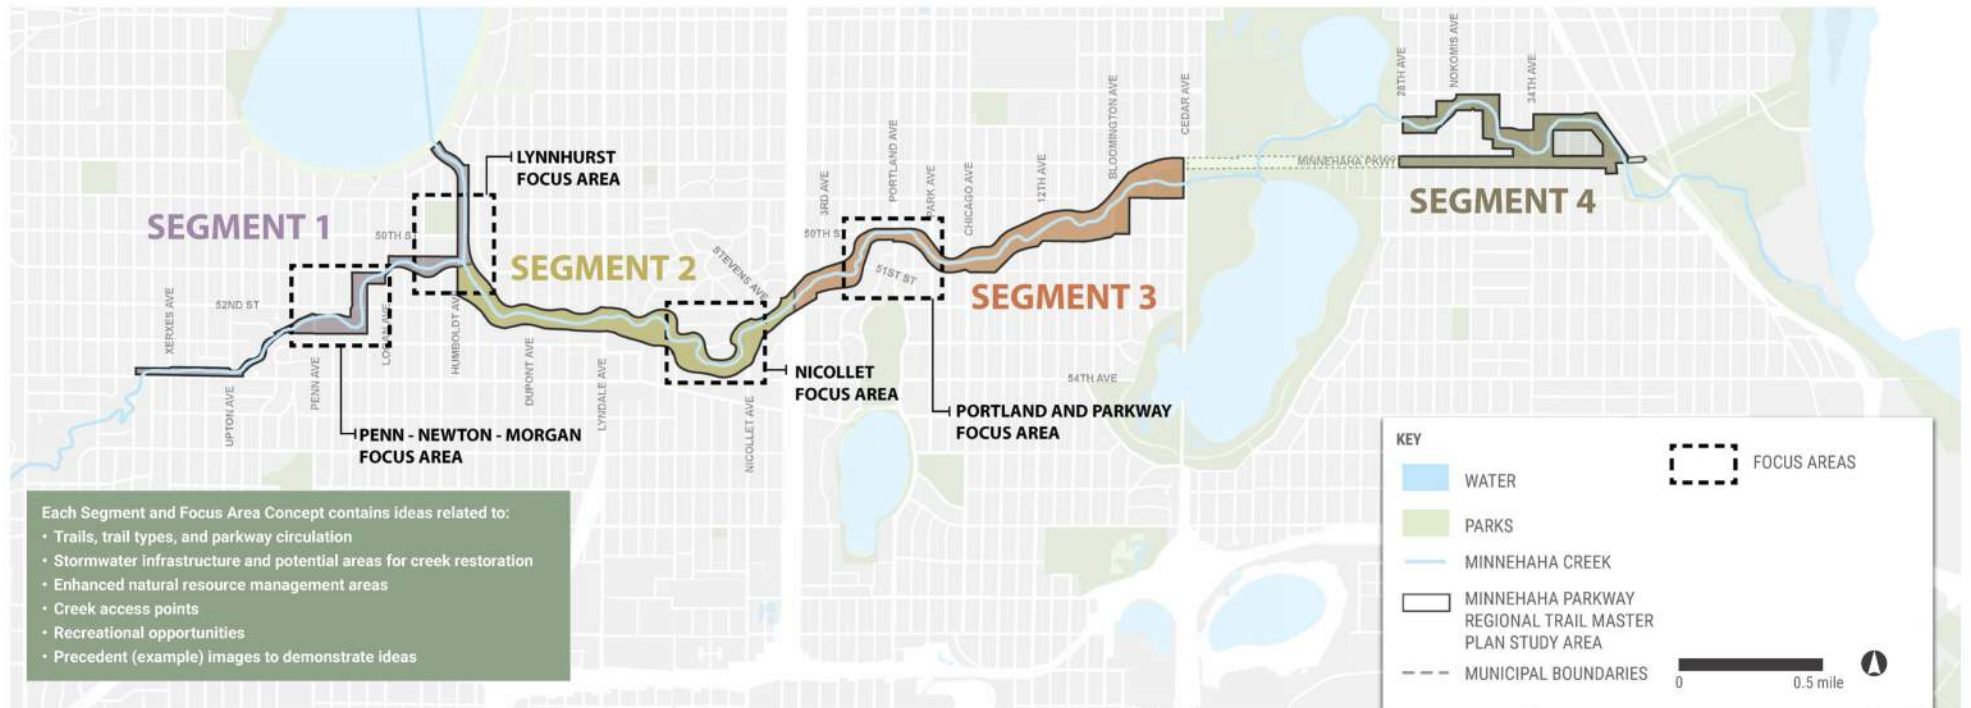 SEGMENT 1
SEGMENT 2
SEGMENT 3
SEGMENT 4
LYNNHURST
FOCUS AREA
PENN - NEWTON - MORGAN
FOCUS AREA
NICOLLET
FOCUS AREA
PORTLAND AND PARKWAY
FOCUS AREA
XERXES AVE
52ND ST
UPTON AVE
PENN AVE
LOGAN AVE
50TH S
HUMBOLDT AV
DUPONT AVE
LYNDALE AVE
STEVENS AVE
NICOLLET AVE
3RD AVE
50TH S
PORTLAND AVE
51ST ST
PARK AVE
CHICAGO AVE
12TH AVE
BLOOMINGTON AVE
CEDAR AVE
54TH AVE
MINNEHAHA PKWY
28TH AVE
NOKOMIS AVE
34TH AVE
Each Segment and Focus Area Concept contains ideas related to:
• Trails, trail types, and parkway circulation
• Stormwater infrastructure and potential areas for creek restoration
• Enhanced natural resource management areas
• Creek access points
• Recreational opportunities
• Precedent (example) images to demonstrate ideas
KEY
WATER
PARKS
MINNEHAHA CREEK
MINNEHAHA PARKWAY
REGIONAL TRAIL MASTER
PLAN STUDY AREA
MUNICIPAL BOUNDARIES
FOCUS AREAS
0 0.5 mile